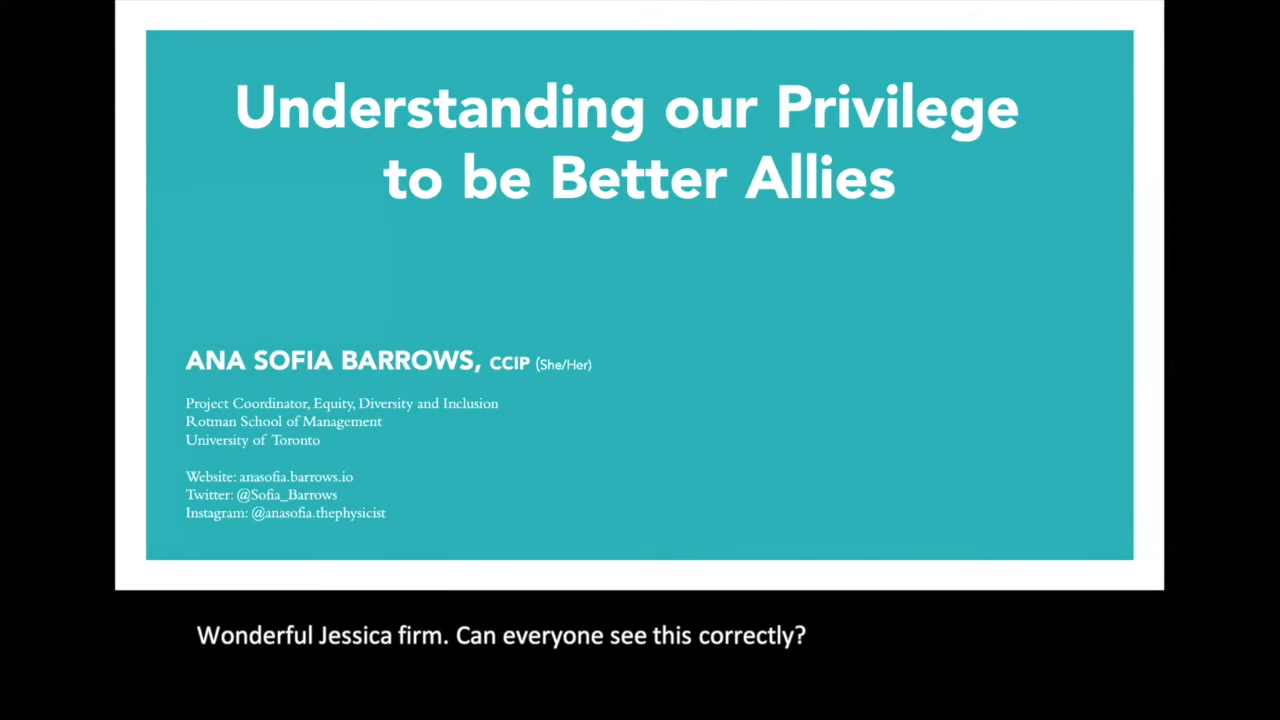 Understanding our Privilege
to be Better Allies
ANA SOFIA BARROWS, CCIP (She/Her)
Project Coordinator, Equity, Diversity and Inclusion
Rotman School of Management
University of Toronto
Website: anasofia.barrows.io
Twitter: @Sofia_Barrows
Instagram: @anasofia.thephysicist
Wonderful Jessica firm. Can everyone see this correctly?